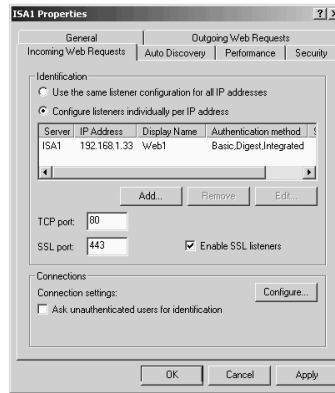 ISA1 Properties
General Outgoing Web Requests
Incoming Web Requests Auto Discovery Performance Security
Identification
Use the same listener configuration for all IP addresses
Configure listeners individually per IP address
Server IP Address Display Name Authentication method
ISA1 192.168.1.33 Web1 Basic,Digest,Integrated
Add... Remove Edit...
TCP port: 80
SSL port: 443 Enable SSL listeners
Connections
Connection settings: Configure...
Ask unauthenticated users for identification
OK Cancel Apply